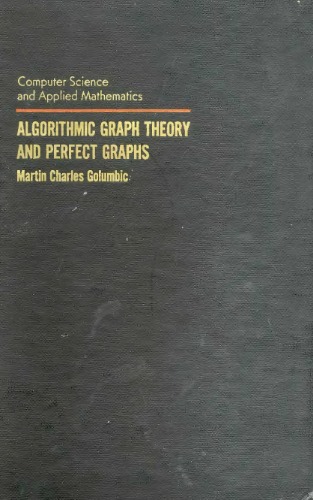 Computer Science
and Applied Mathematics
ALGORITHMIC GRAPH THEORY
AND PERFECT GRAPHS
Martin Charles Golumbic